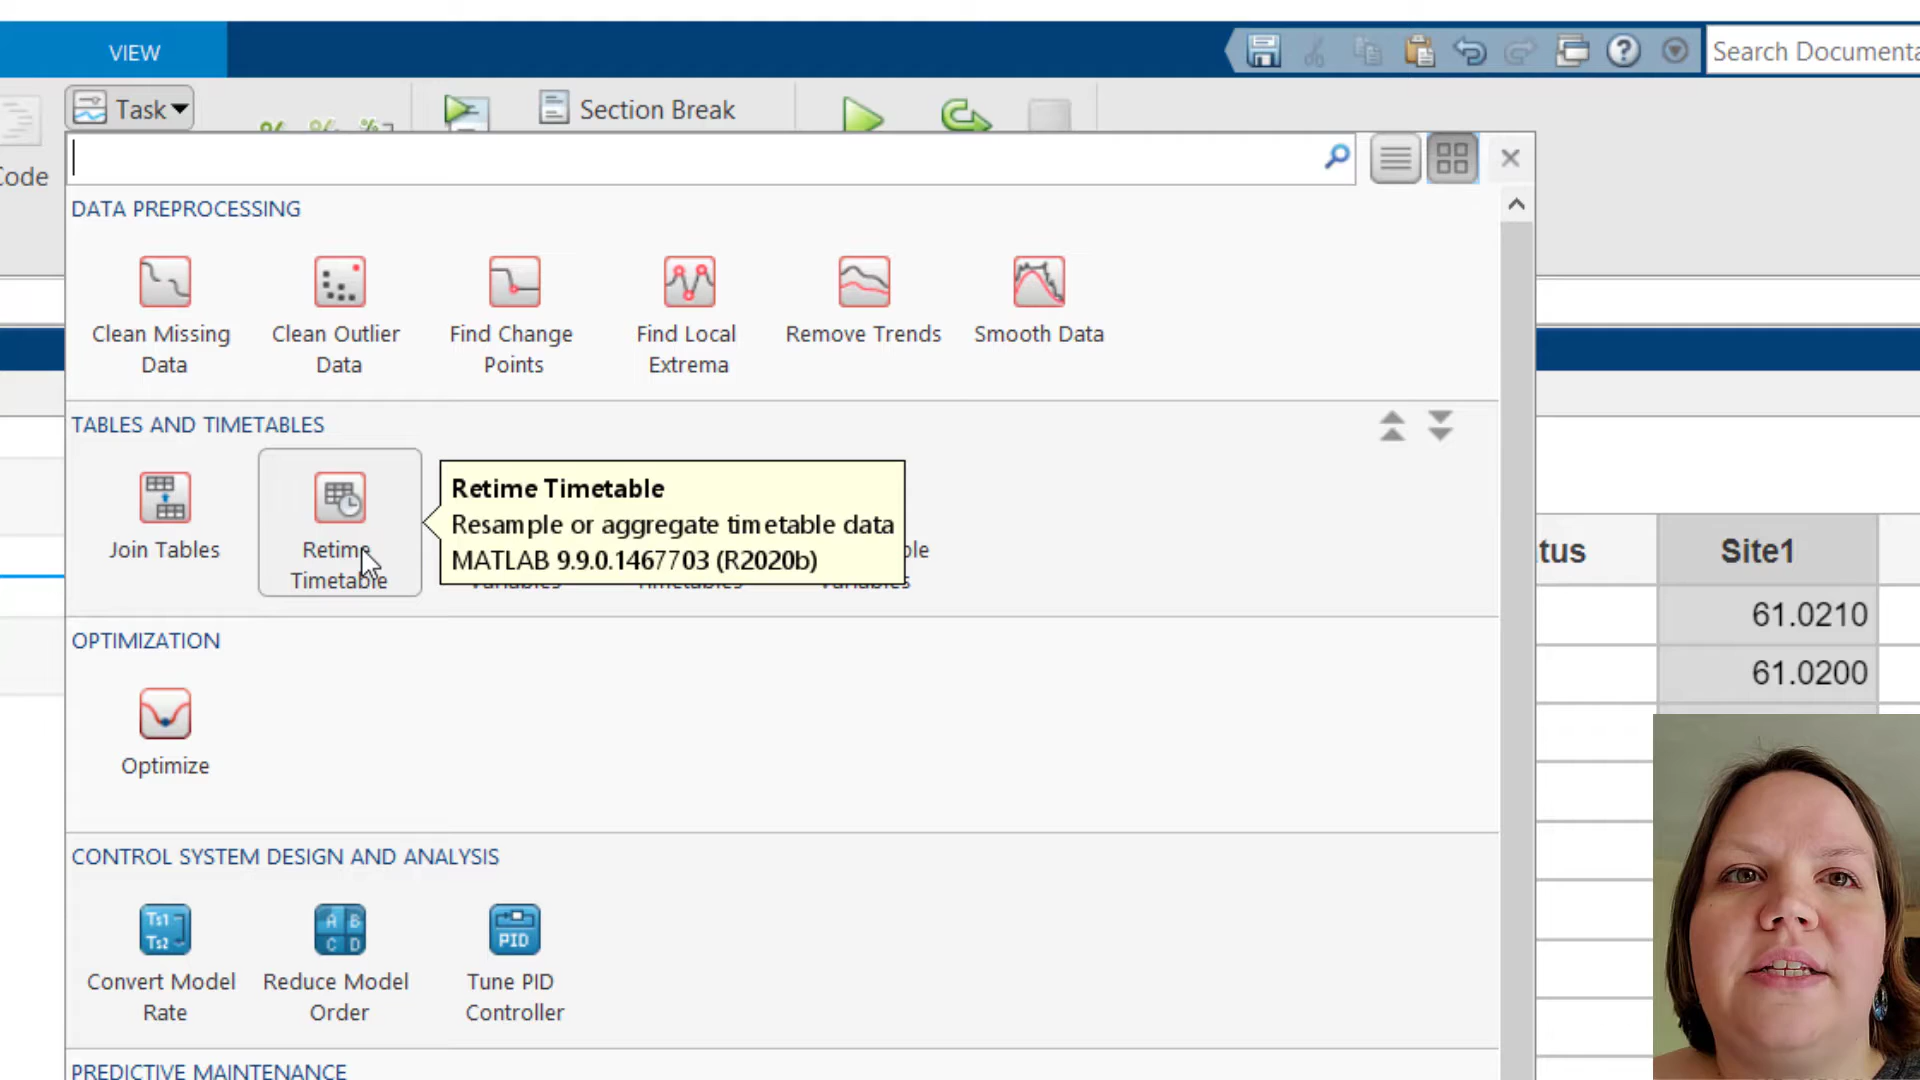 VIEW
Search Documenta
Task
Section Break
Code
DATA PREPROCESSING
Clean Missing
Data
Clean Outlier
Data
Find Change
Points
Find Local
Extrema
Remove Trends
Smooth Data
TABLES AND TIMETABLES
Join Tables
Retime
Timetable
Retime Timetable
Resample or aggregate timetable data
MATLAB 9.9.0.1467703 (R2020b)
tus
Site1
61.0210
61.0200
OPTIMIZATION
Optimize
CONTROL SYSTEM DESIGN AND ANALYSIS
Ts1
Ts2
Convert Model
Rate
A B
C D
Reduce Model
Order
PID
Tune PID
Controller
PREDICTIVE MAINTENANCE